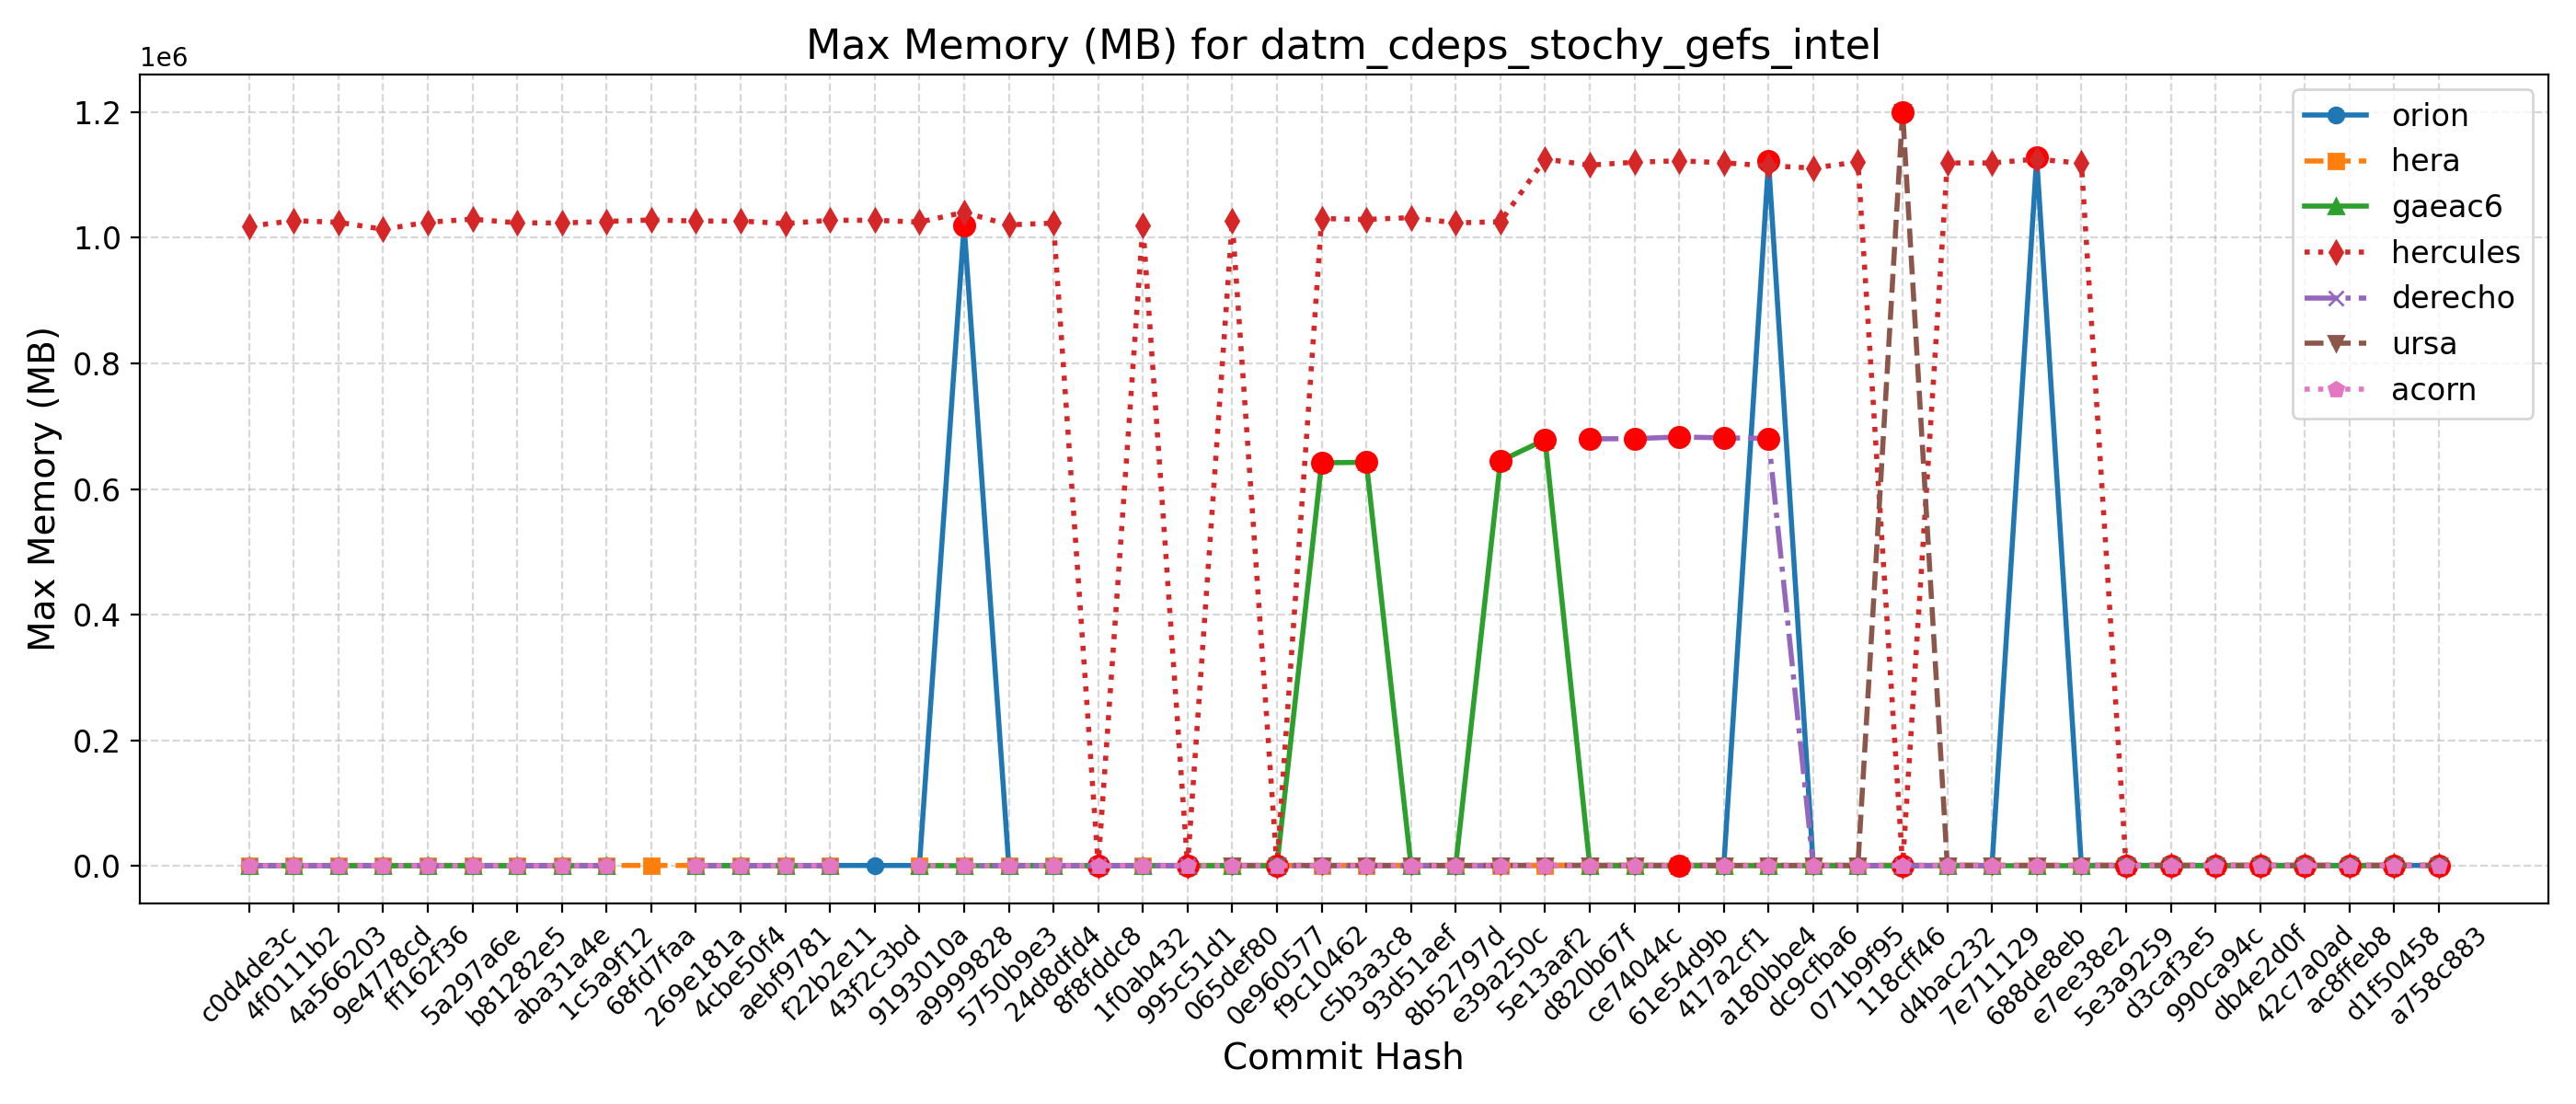 Max Memory (MB) for datm_cdeps_stochy_gefs_intel
1e6
1.2
1.0
0.8
0.6
0.4
0.2
0.0
Max Memory (MB)
orion
hera
gaeac6
hercules
derecho
ursa
acorn
c0d4de3c
4f0111b2
4a566203
9e4778cd
ff162f36
5a297a6e
b81282e5
aba31a4e
1c5a9f12
68fd7faa
269e181a
4cbe50f4
aebf9781
f22b2e11
43f2c3bd
9193010a
a9999828
5750b9e3
24d8dfd4
8f8fddc8
1f0ab432
995c51d1
065def80
0e960577
f9c10462
c5b3a3c8
93d51aef
8b52797d
e39a250c
5e13aaf2
d820b67f
ce74044c
61e54d9b
417a2cf1
a180bbe4
dc9cfba6
071b9f95
118cff46
d4bac232
7e711129
688de8eb
e7ee38e2
5e3a9259
d3caf3e5
990ca94c
db4e2d0f
42c7a0ad
ac8ffeb8
d1f50458
a758c883
Commit Hash